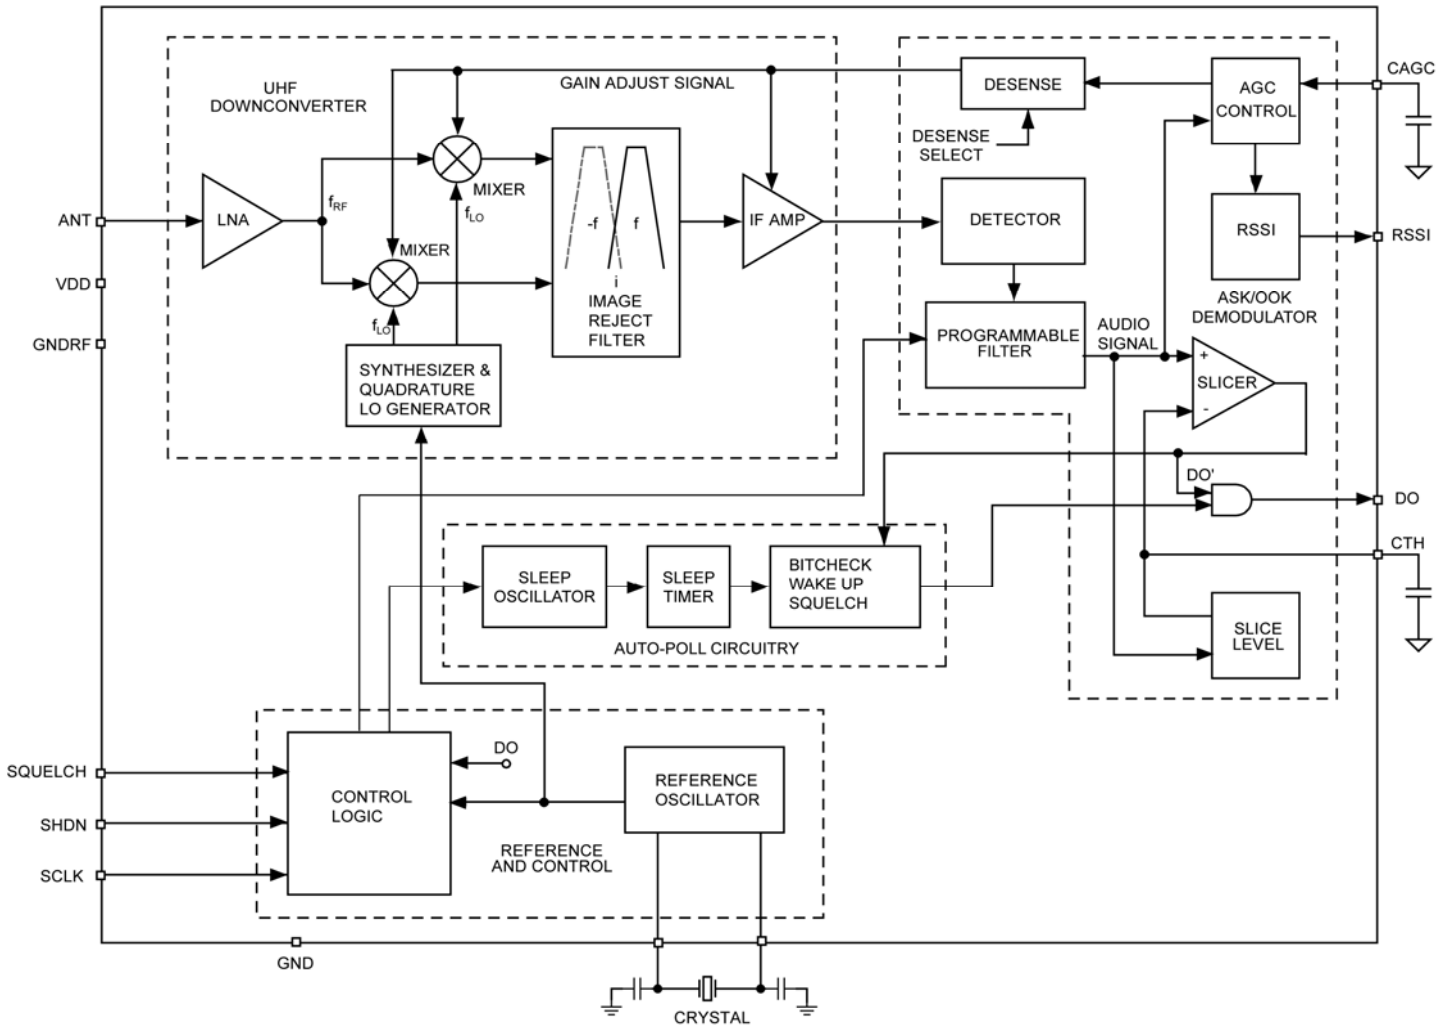 UHF
DOWNCONVERTER
GAIN ADJUST SIGNAL
DESENSE
AGC
CONTROL
CAGC
DESENSE
SELECT
MIXER
fRF
fLO
LNA
ANT
-f
f
IF AMP
DETECTOR
RSSI
RSSI
MIXER
VDD
i
IMAGE
REJECT
FILTER
ASK/OOK
DEMODULATOR
GNDRF
fLO
PROGRAMMABLE
FILTER
AUDIO
SIGNAL
+
SLICER
-
SYNTHESIZER &
QUADRATURE
LO GENERATOR
DO'
DO
CTH
SLEEP
OSCILLATOR
SLEEP
TIMER
BITCHECK
WAKE UP
SQUELCH
AUTO-POLL CIRCUITRY
SLICE
LEVEL
SQUELCH
SHDN
SCLK
CONTROL
LOGIC
DO
REFERENCE
OSCILLATOR
REFERENCE
AND CONTROL
GND
CRYSTAL